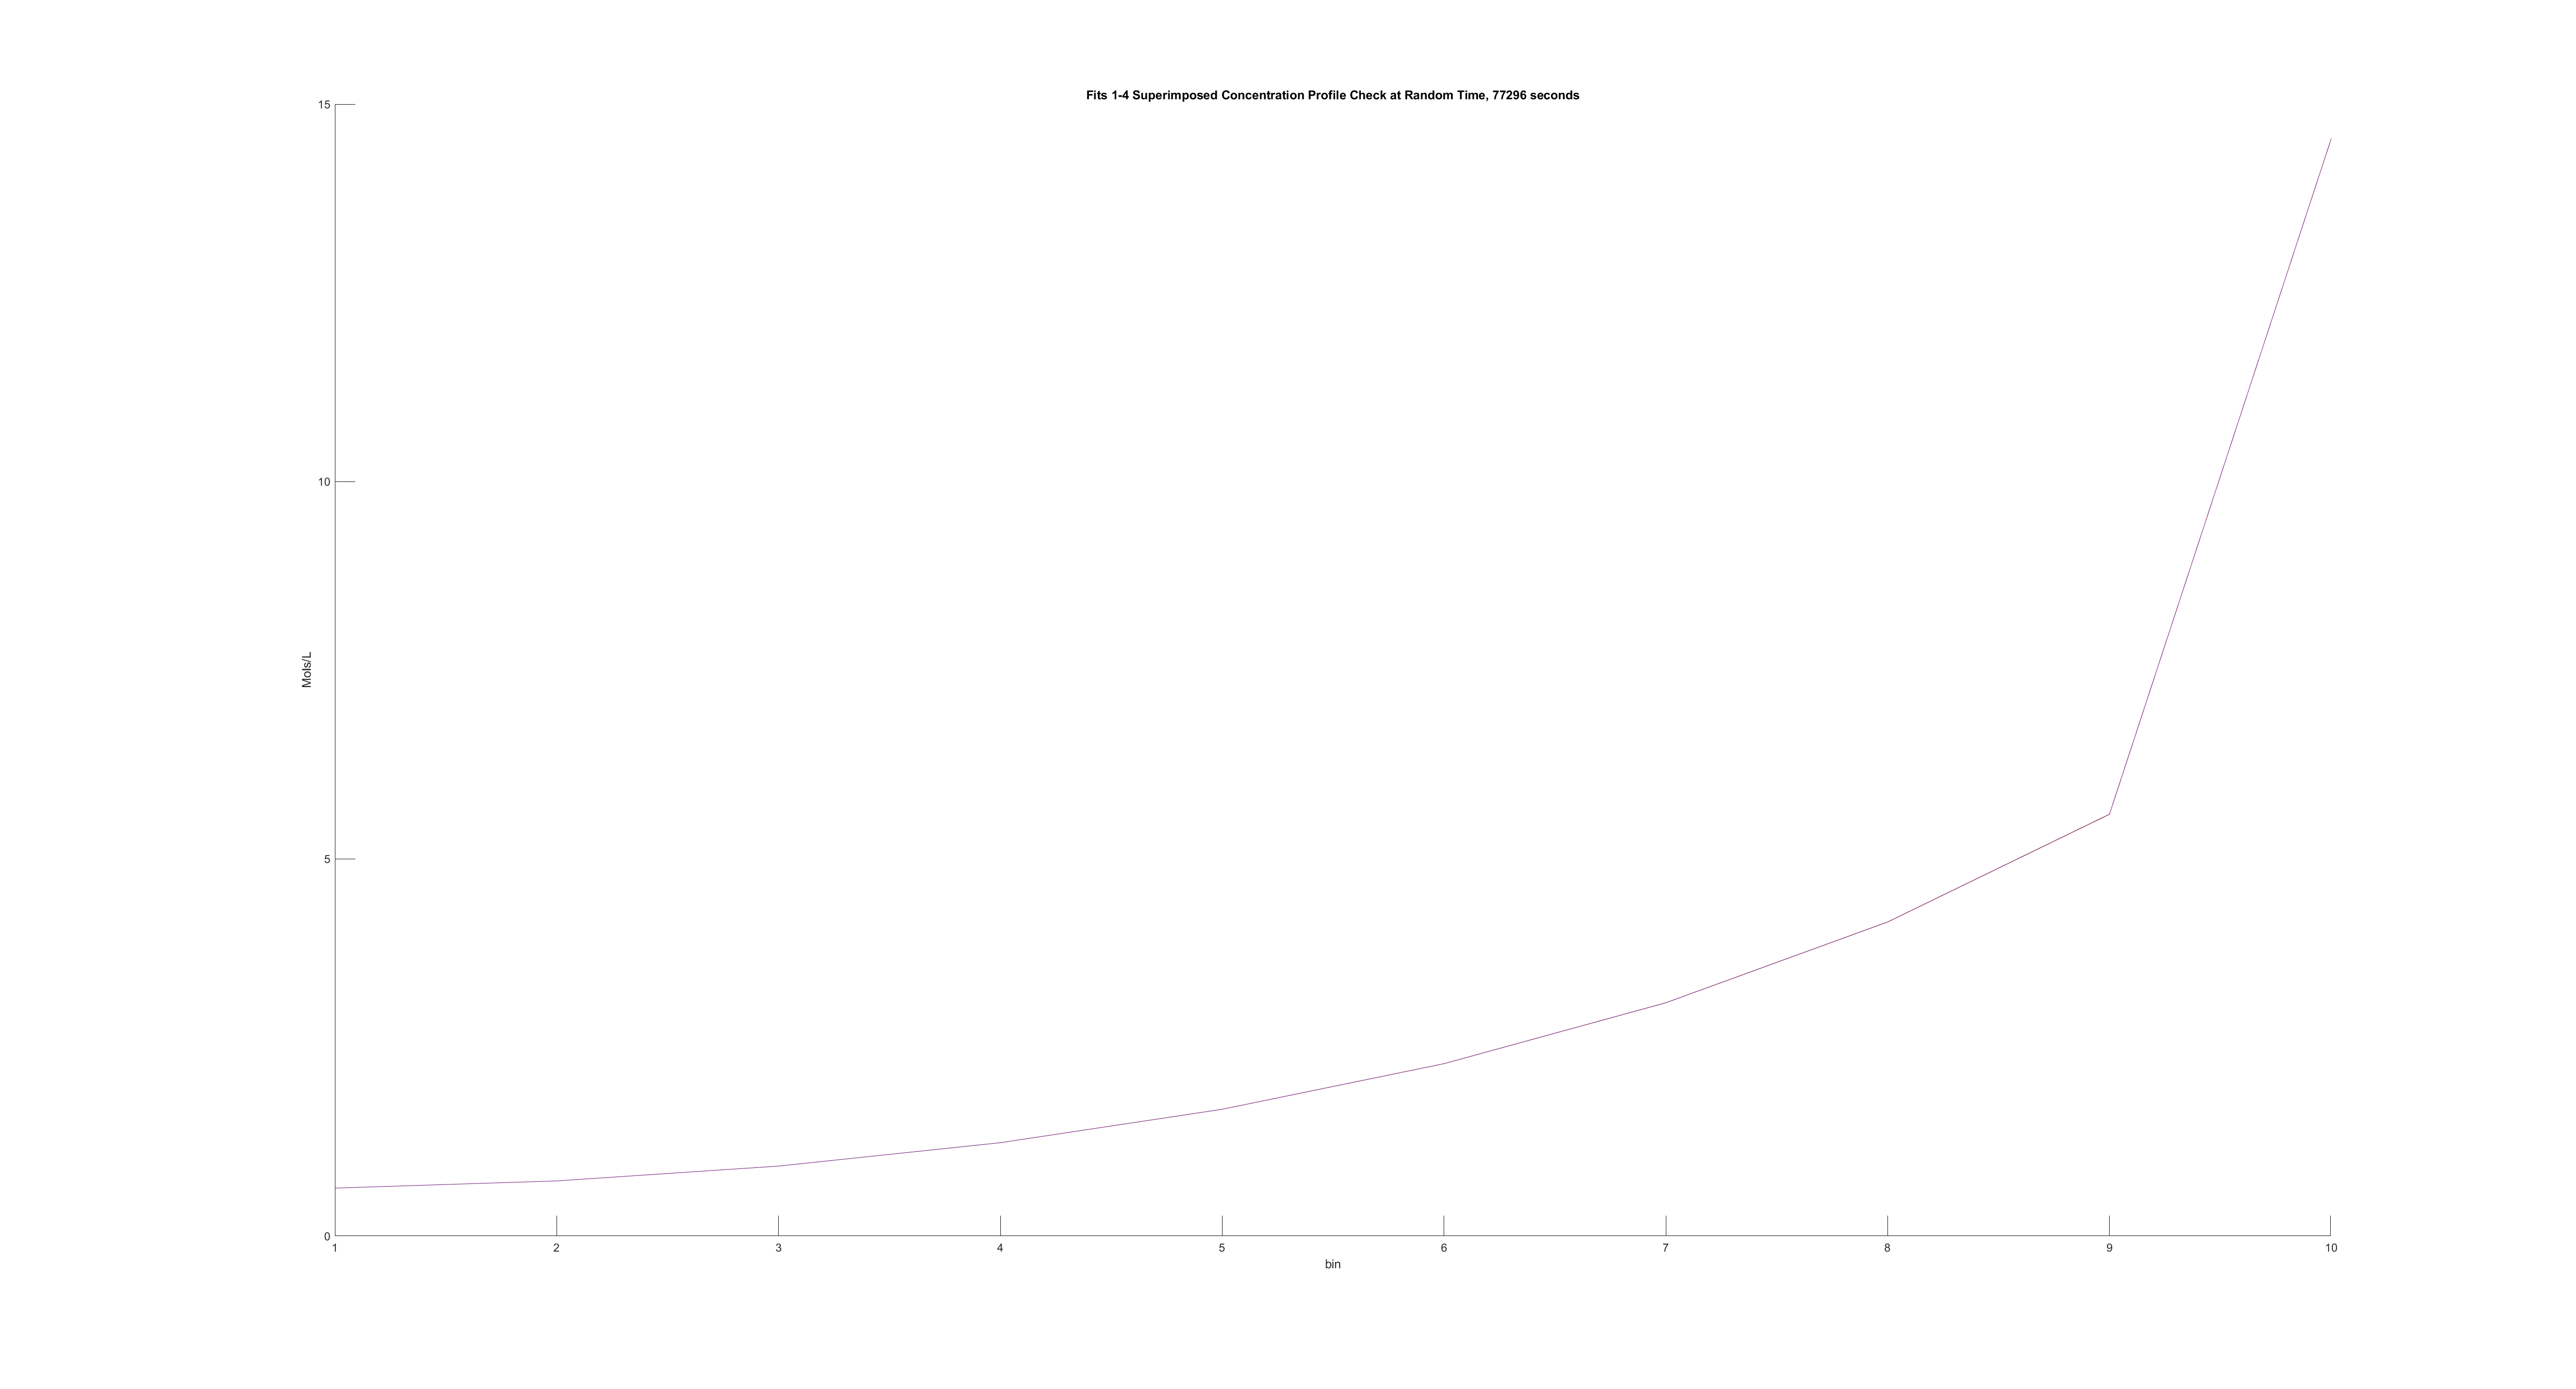 Fits 1-4 Superimposed Concentration Profile Check at Random Time, 77296 seconds
15
10
5
0
Mols/L
1 2 3 4 5 6 7 8 9 10
bin